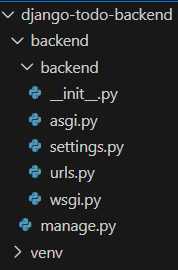 django-todo-backend
backend
backend
__init__.py
asgi.py
settings.py
urls.py
wsgi.py
manage.py
venv